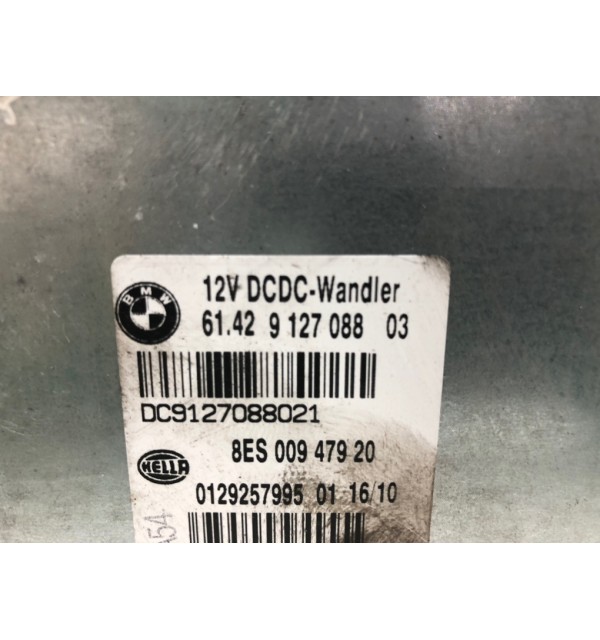 BMW
12V DCDC-Wandler
61.42 9 127 088 03
DC9127088021
8ES 009 479 20
HELLA
0129257995 01 16/10
A54